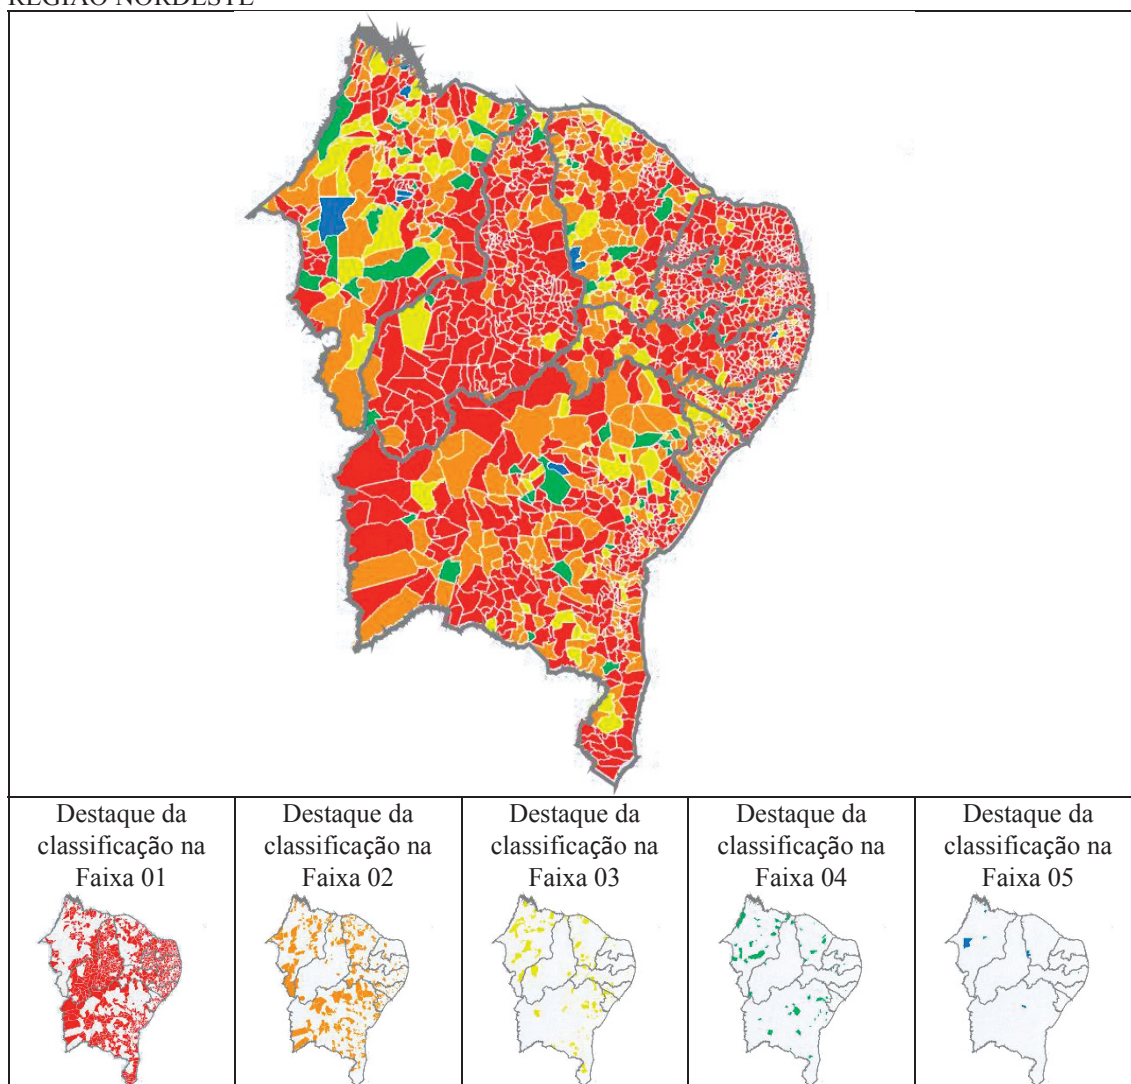 REGIÃO NORDESTE
Destaque da
classificação na
Faixa 01
Destaque da
classificação na
Faixa 02
Destaque da
classificação na
Faixa 03
Destaque da
classificação na
Faixa 04
Destaque da
classificação na
Faixa 05